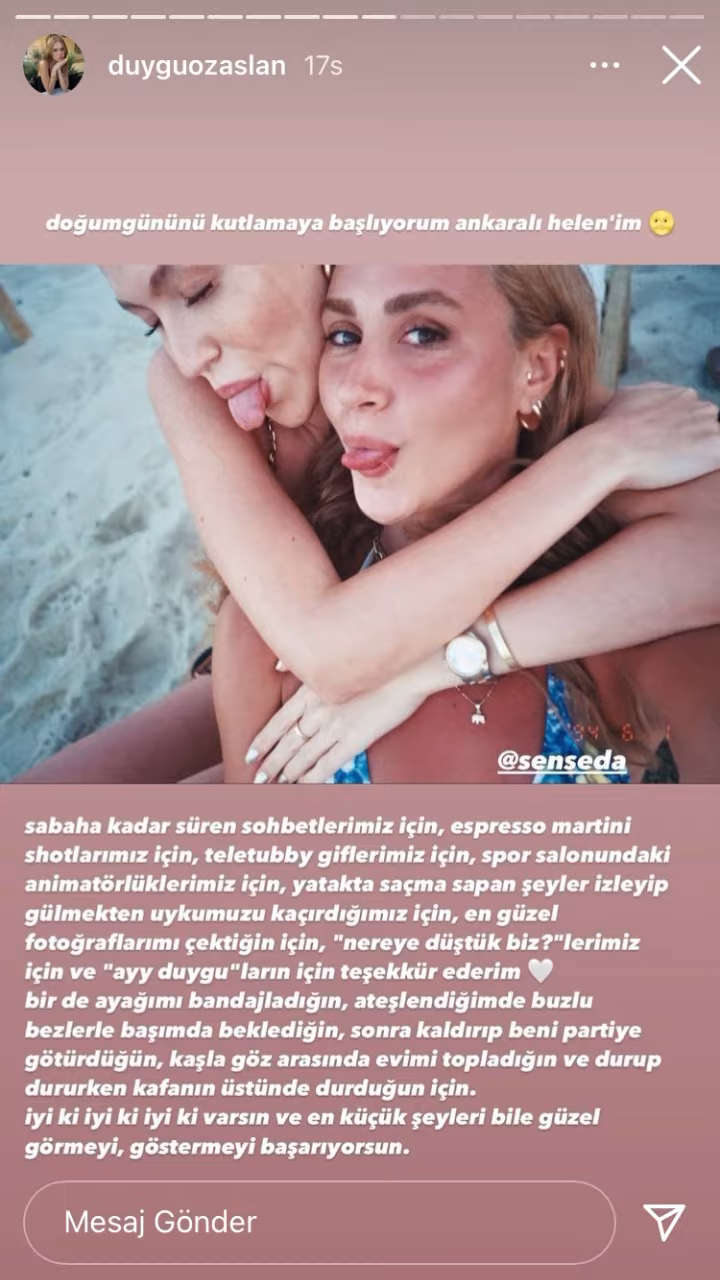 duyguozaslan 17s
doğumgününü kutlamaya başlıyorum ankaralı helen'im 🌝
94 6 1
@senseda
sabaha kadar süren sohbetlerimiz için, espresso martini
shotlarımız için, teletubby giflerimiz için, spor salonundaki
animatörlüklerimiz için, yatakta saçma sapan şeyler izleyip
gülmekten uykumuzu kaçırdığımız için, en güzel
fotoğraflarımı çektiğin için, "nereye düştük biz?"lerimiz
için ve "ayy duygu"ların için teşekkür ederim 🤍
bir de ayağımı bandajladığın, ateşlendiğimde buzlu
bezlerle başımda beklediğin, sonra kaldırıp beni partiye
götürdüğün, kaşla göz arasında evimi topladığın ve durup
dururken kafanın üstünde durduğun için.
iyi ki iyi ki iyi ki varsın ve en küçük şeyleri bile güzel
görmeyi, göstermeyi başarıyorsun.
Mesaj Gönder